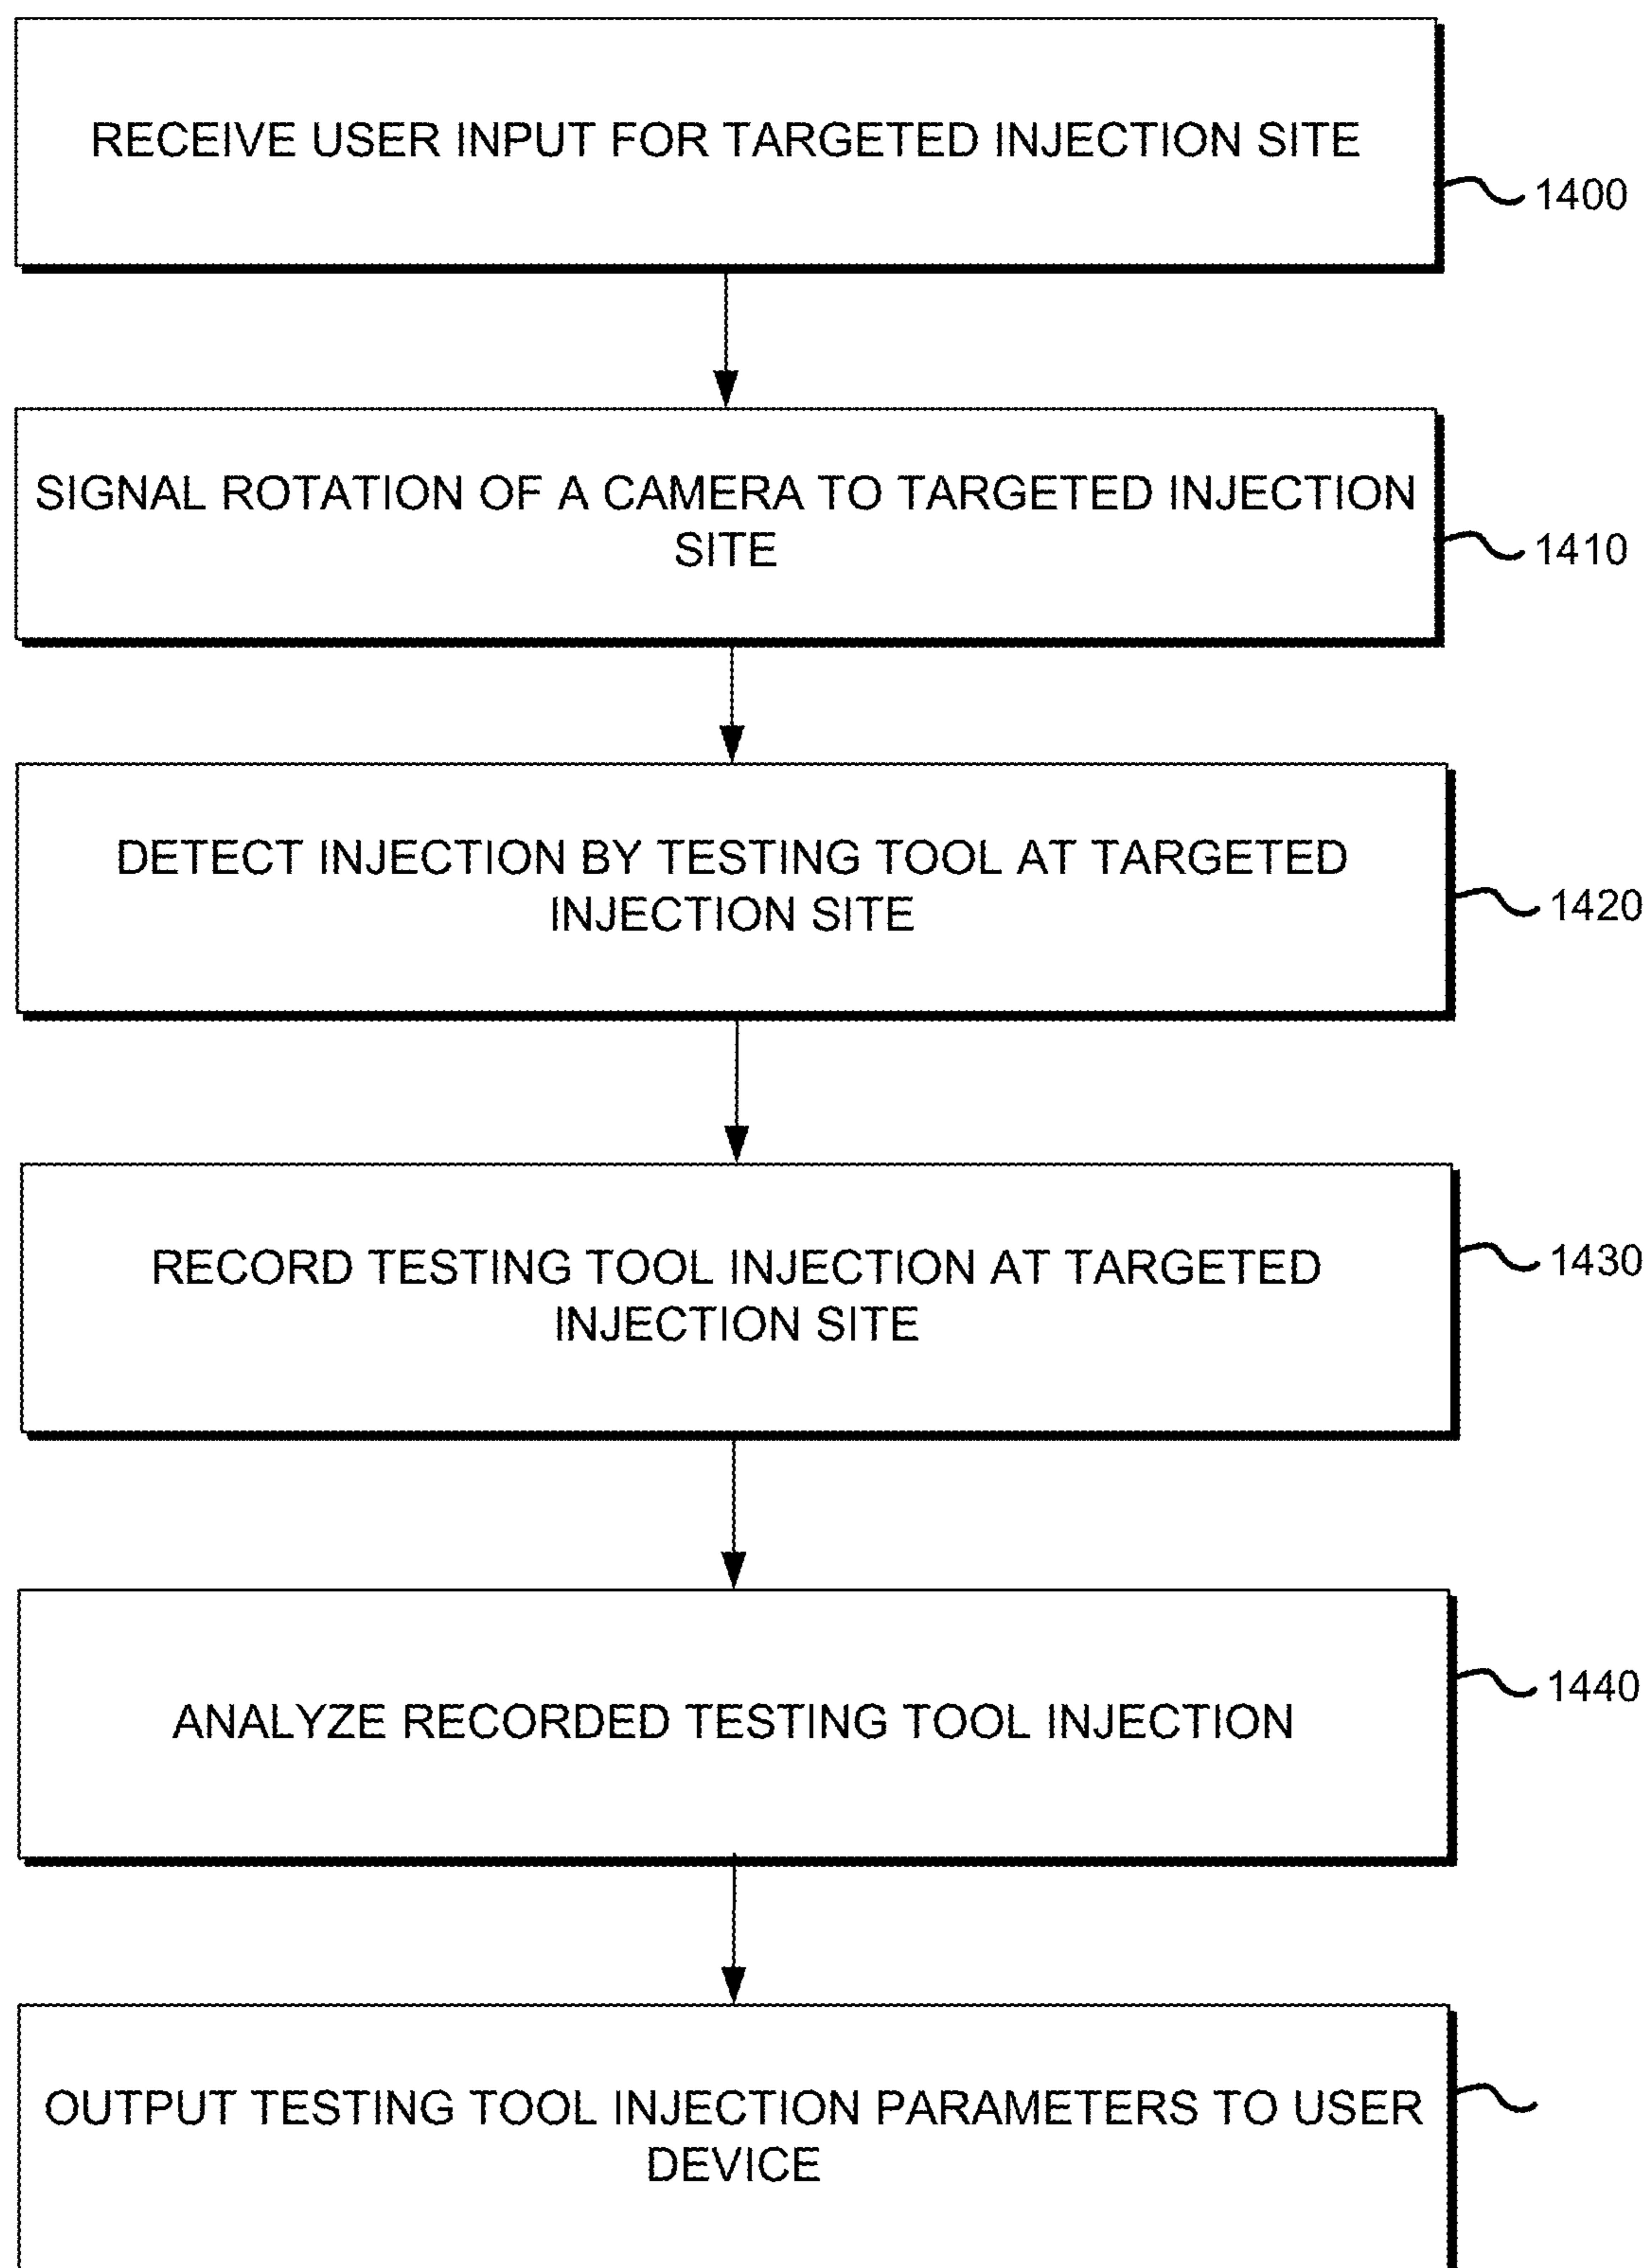 RECEIVE USER INPUT FOR TARGETED INJECTION SITE
1400
SIGNAL ROTATION OF A CAMERA TO TARGETED INJECTION
SITE
1410
DETECT INJECTION BY TESTING TOOL AT TARGETED
INJECTION SITE
1420
RECORD TESTING TOOL INJECTION AT TARGETED
INJECTION SITE
1430
ANALYZE RECORDED TESTING TOOL INJECTION
1440
OUTPUT TESTING TOOL INJECTION PARAMETERS TO USER
DEVICE